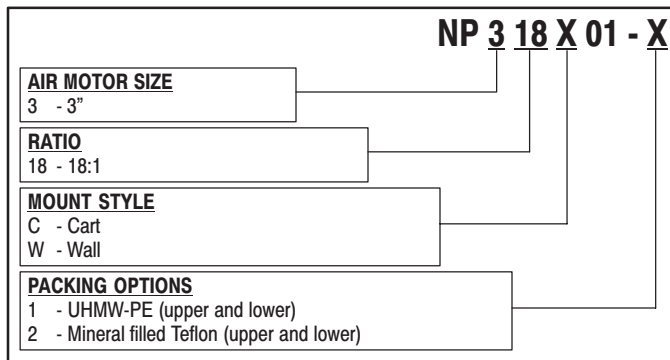 NP 3 18 X 01 - X
AIR MOTOR SIZE
3 - 3”
RATIO
18 - 18:1
MOUNT STYLE
C - Cart
W - Wall
PACKING OPTIONS
1 - UHMW-PE (upper and lower)
2 - Mineral filled Teflon (upper and lower)